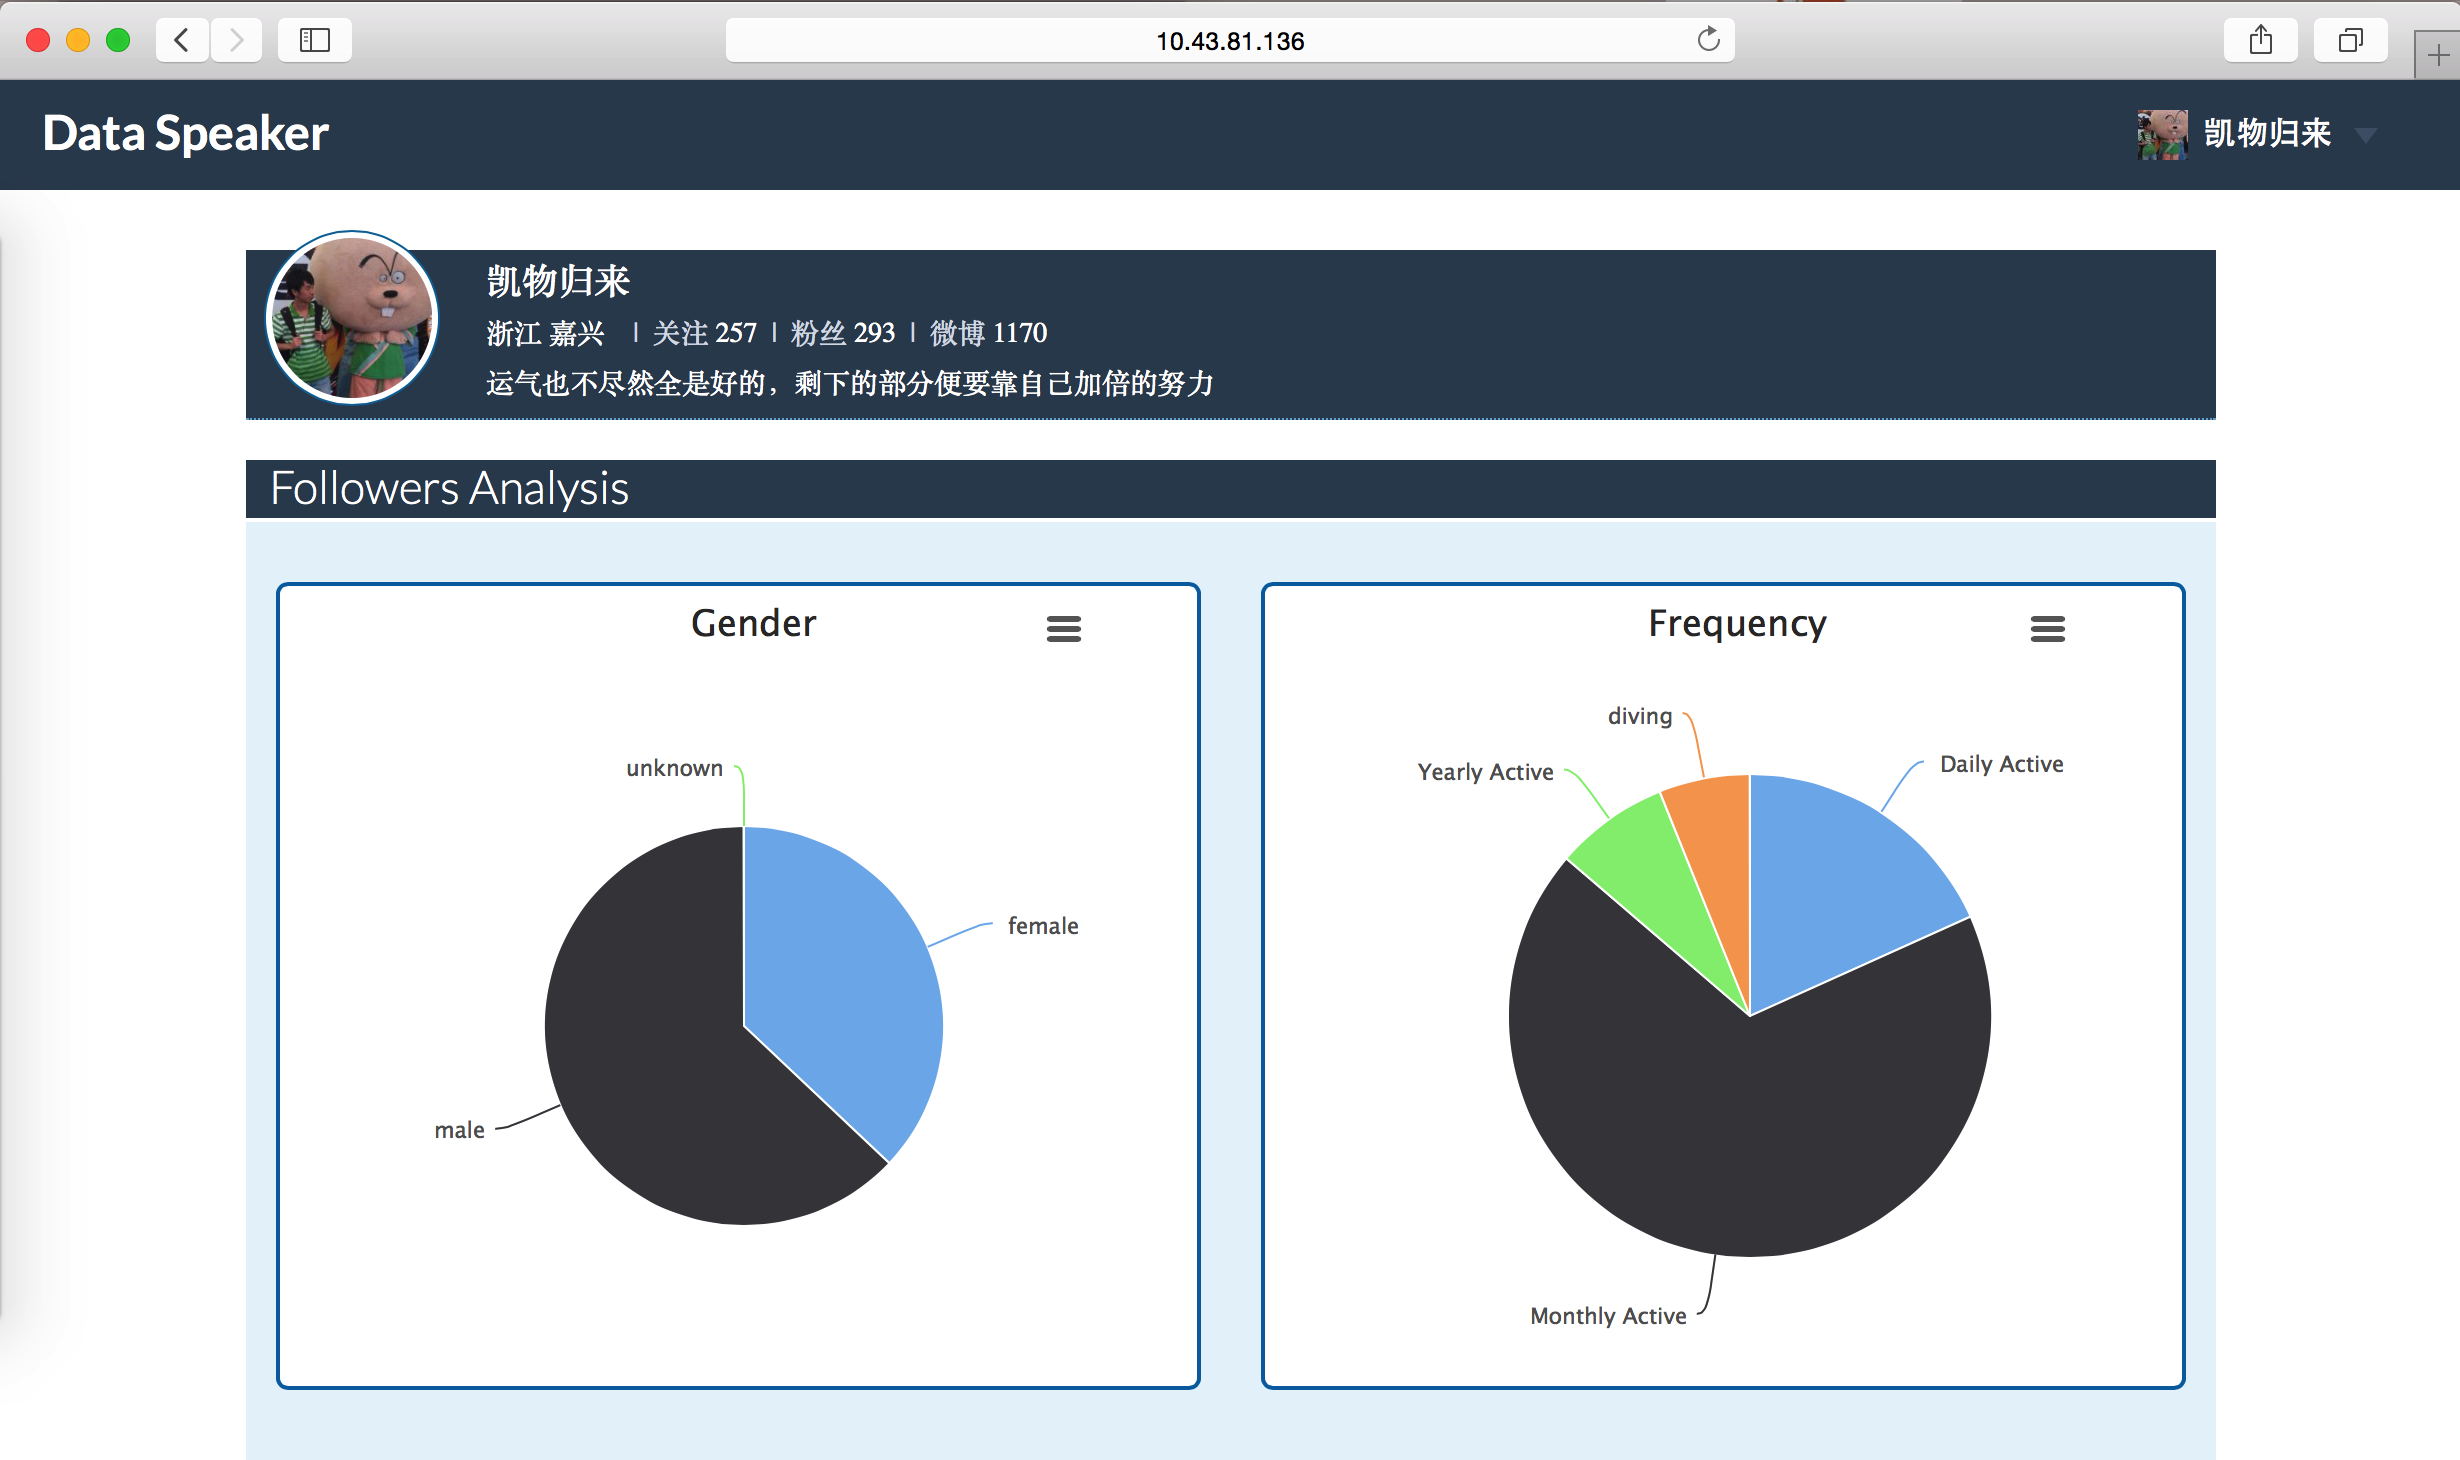 10.43.81.136
Data Speaker
凯物归来
凯物归来
浙江 嘉兴 | 关注 257 | 粉丝 293 | 微博 1170
运气也不尽然全是好的，剩下的部分便要靠自己加倍的努力
Followers Analysis
Gender
unknown
female
male
Frequency
diving
Yearly Active
Daily Active
Monthly Active